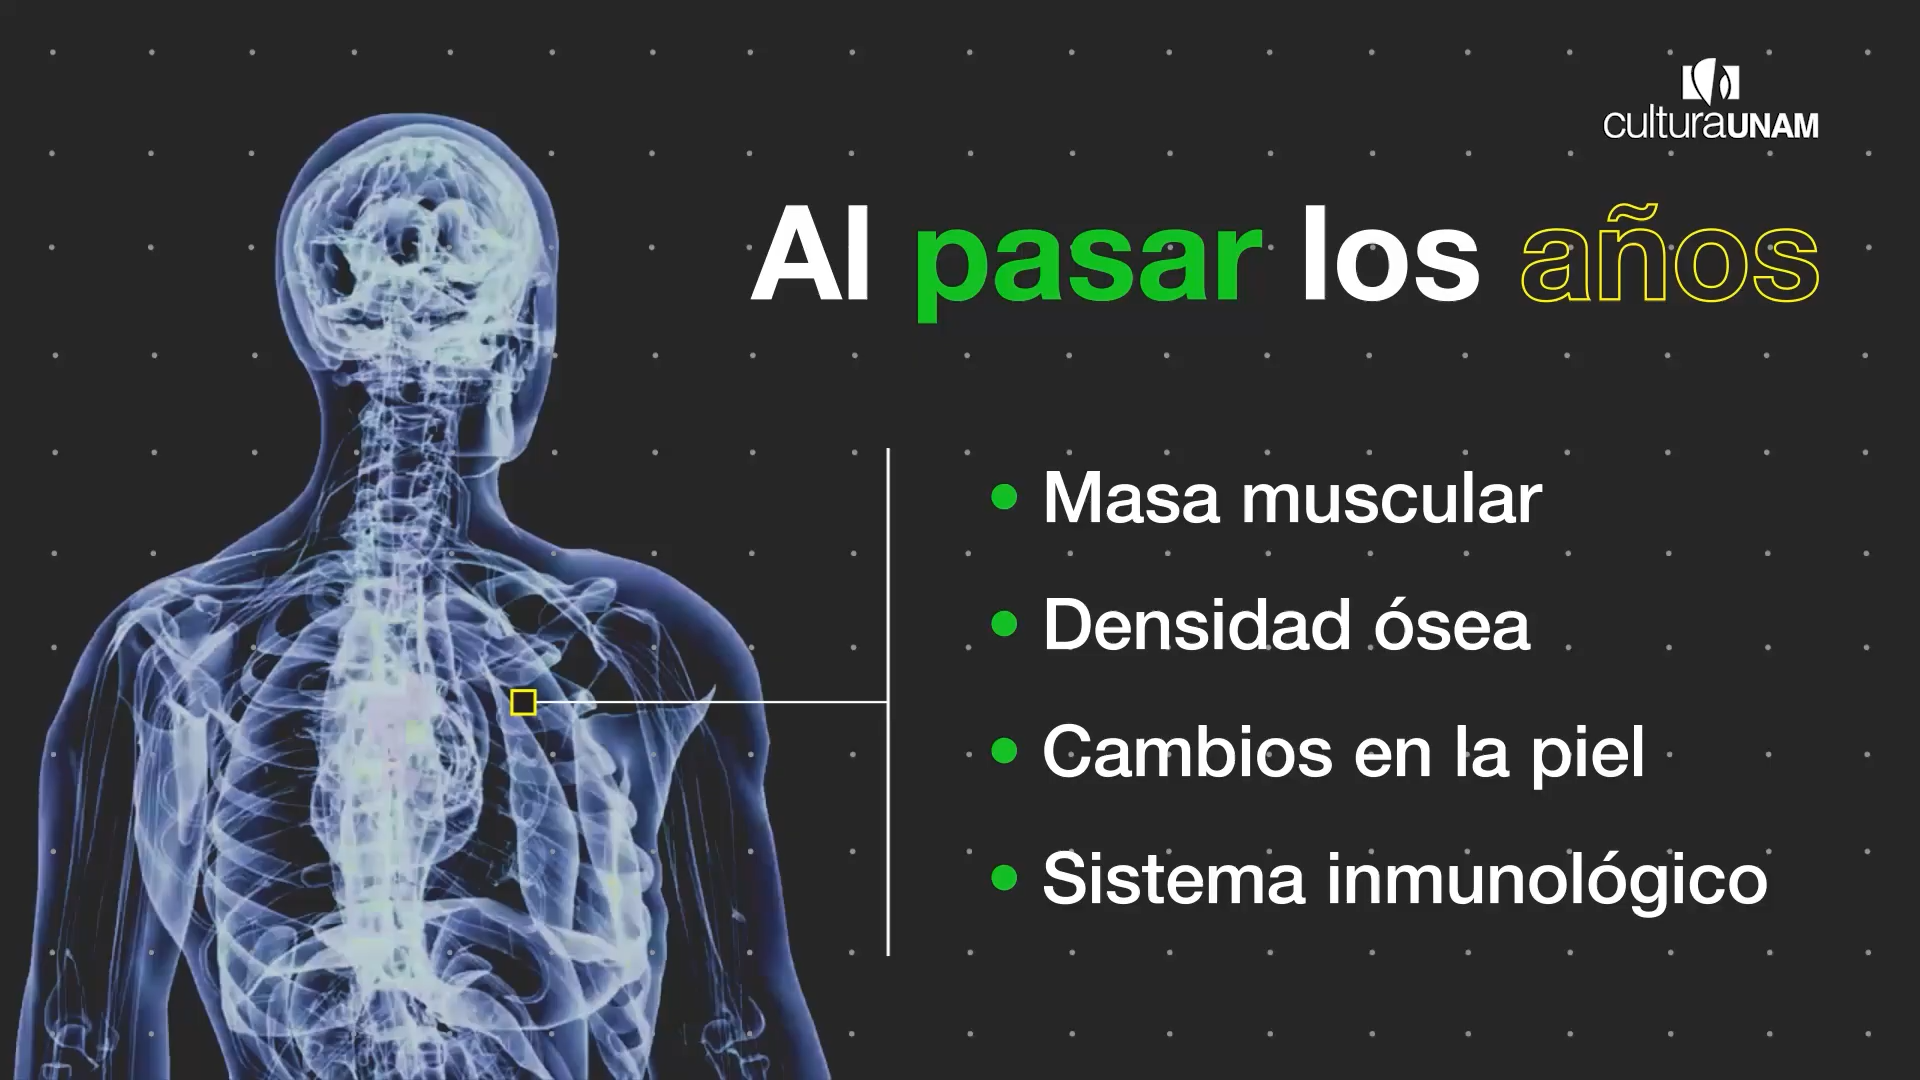 culturaUNAM
Al pasar los años
Masa muscular
Densidad ósea
Cambios en la piel
Sistema inmunológico